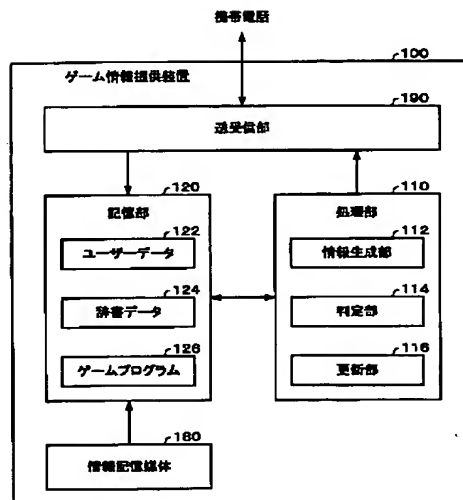 携帯電話
100
ゲーム情報提供装置
190
送受信部
120
記憶部
110
処理部
122
ユーザーデータ
112
情報生成部
124
辞書データ
114
判定部
126
ゲームプログラム
116
更新部
180
情報記憶媒体